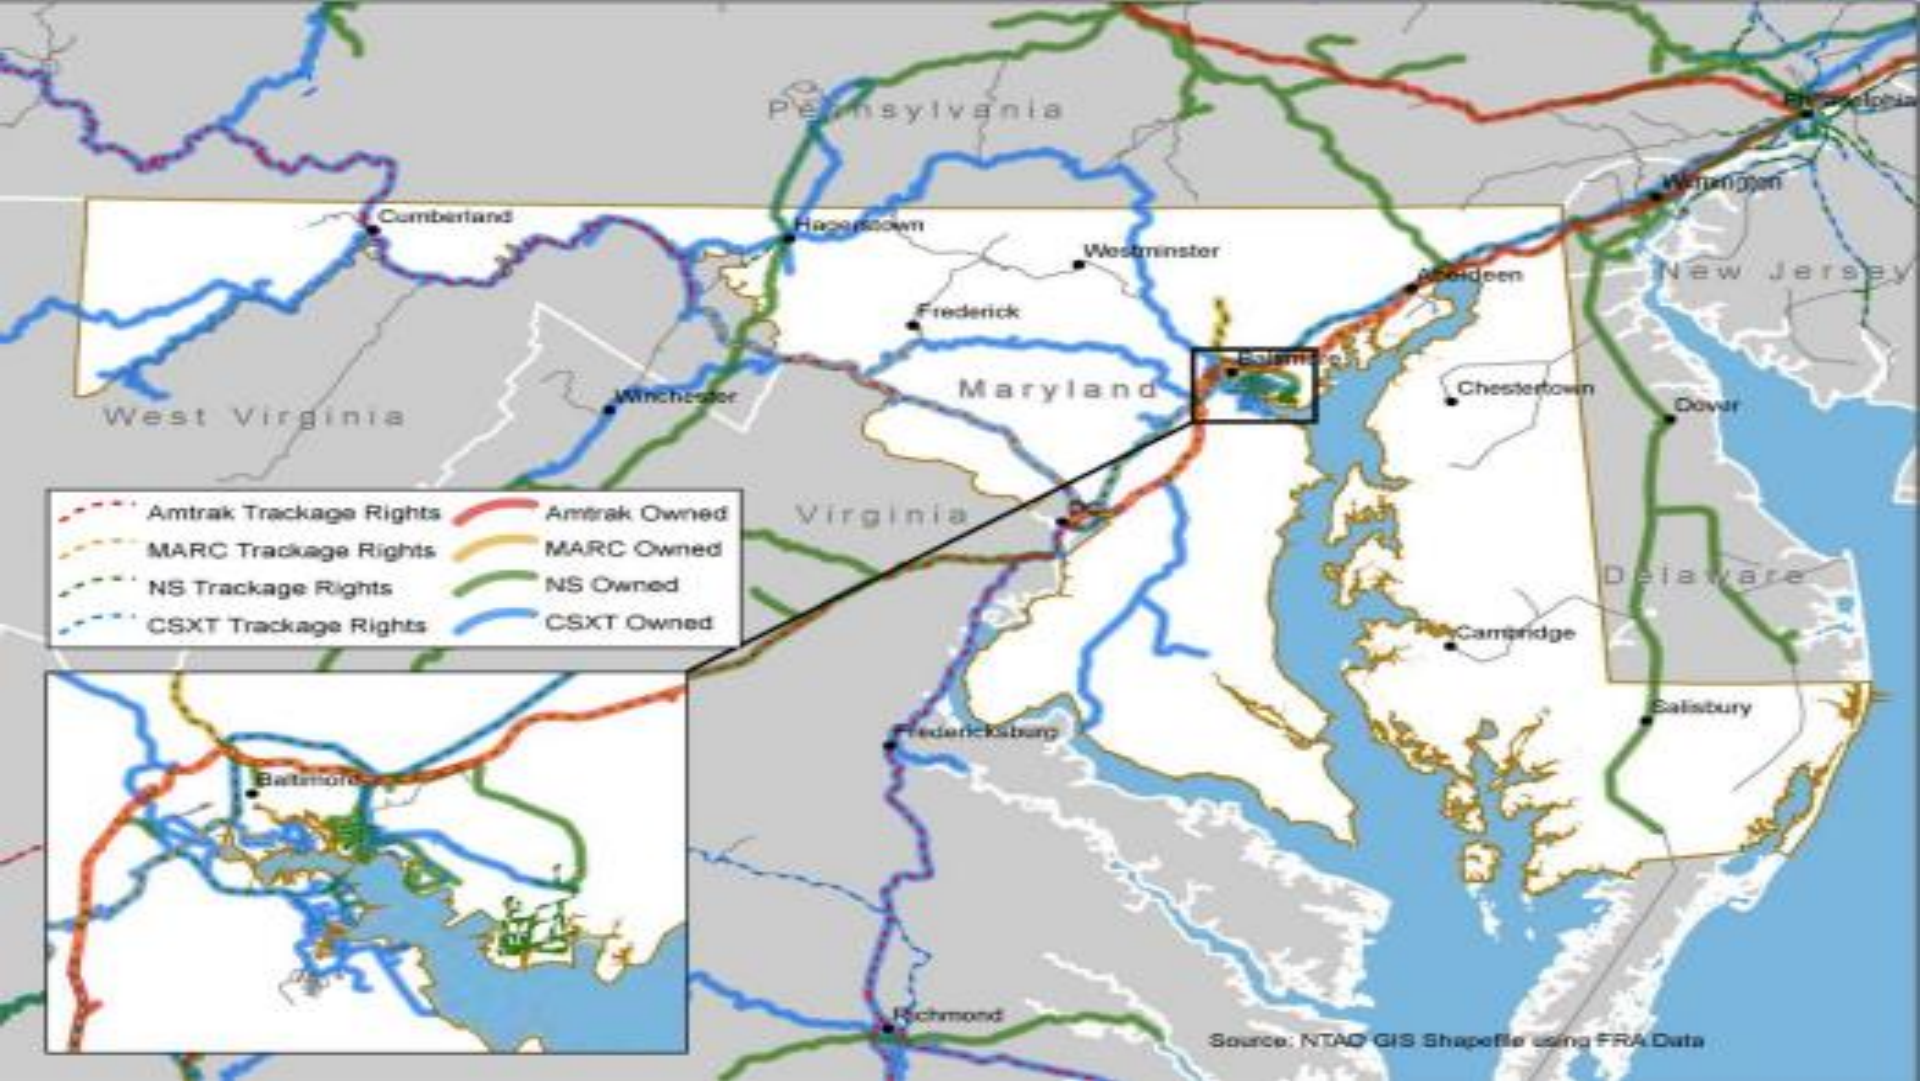 Pennsylvania
Philadelphia
Wilmington
Cumberland
Hagerstown
Westminster
New Jersey
Aberdeen
Frederick
Baltimore
Maryland
Chestertown
Winchester
Dover
West Virginia
Virginia
Amtrak Trackage Rights
Amtrak Owned
MARC Trackage Rights
MARC Owned
NS Trackage Rights
NS Owned
CSXT Trackage Rights
CSXT Owned
Delaware
Cambridge
Salisbury
Fredericksburg
Baltimore
Richmond
Source: NTAD GIS Shapefile using FRA Data